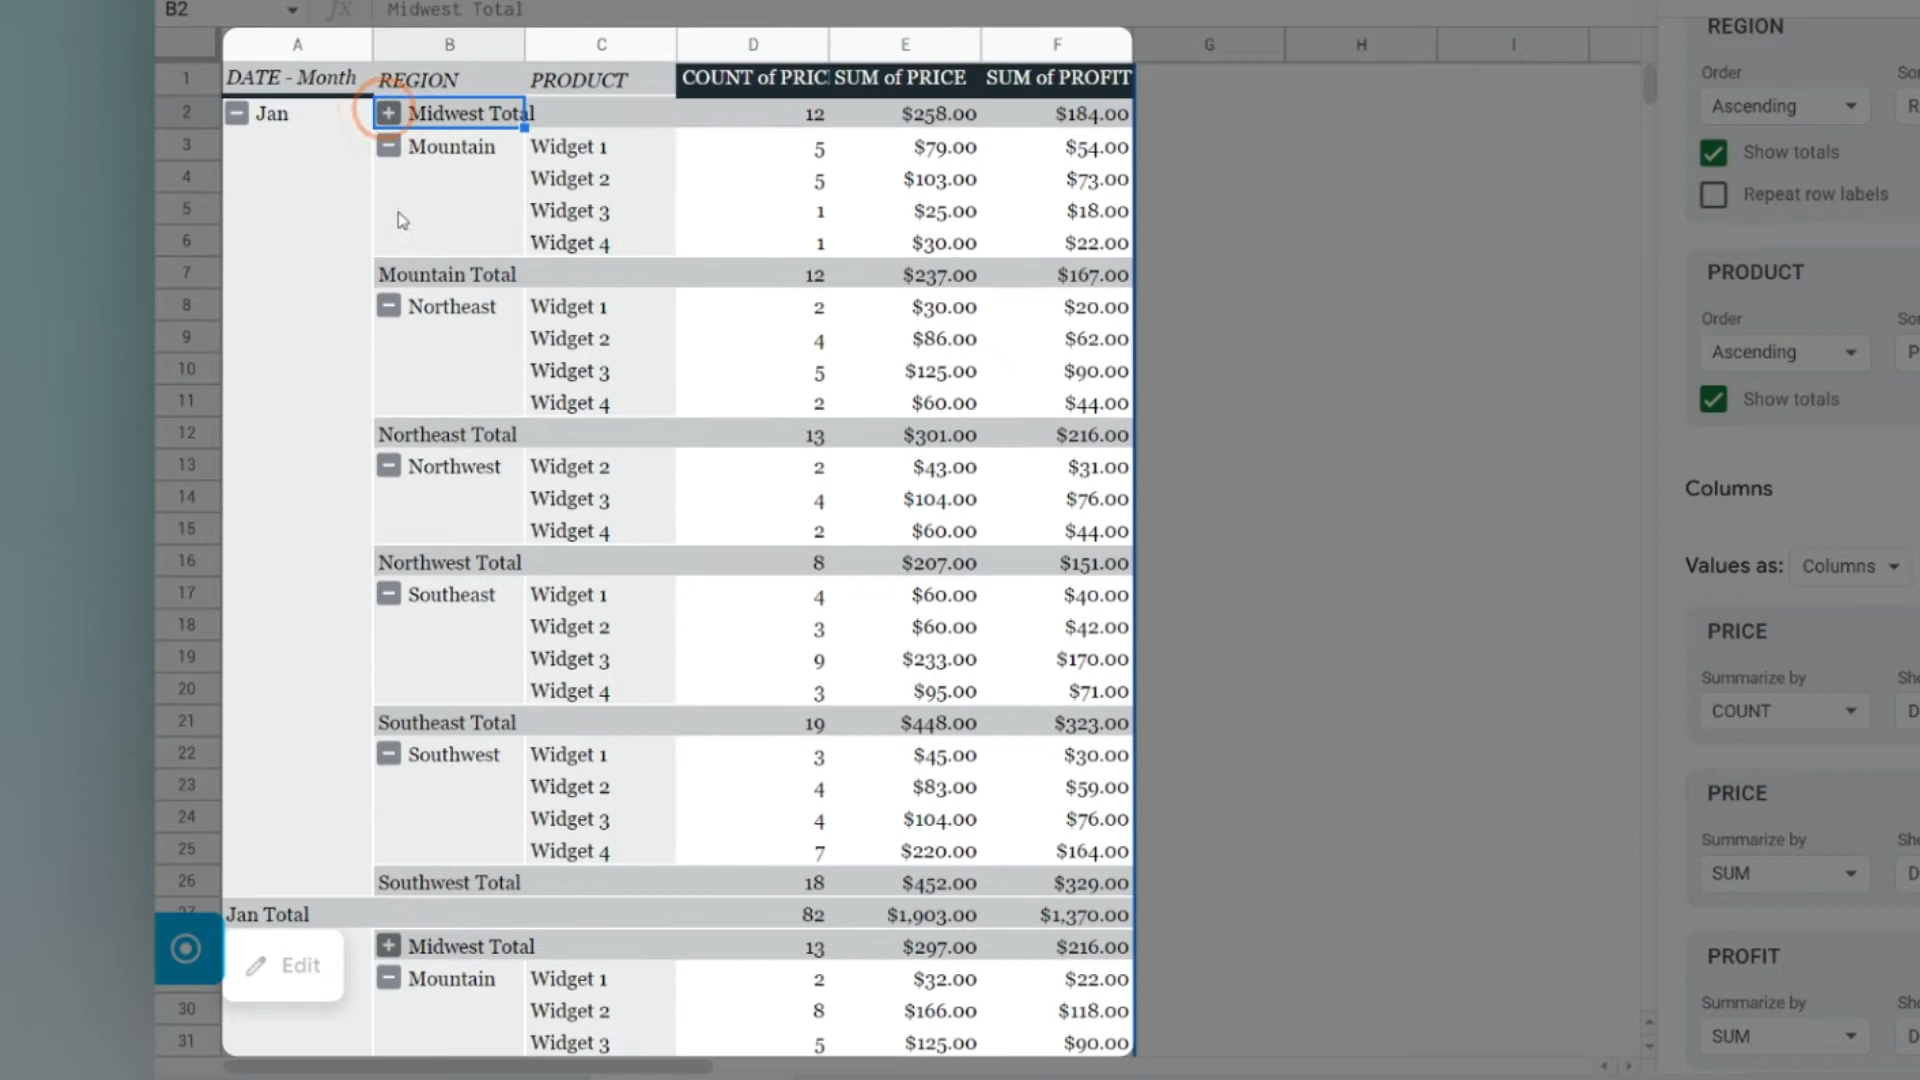 B2 fx Midwest Total
A B C D E F G H I
1 DATE - Month REGION PRODUCT COUNT of PRIC SUM of PRICE SUM of PROFIT
2 Jan Midwest Total 12 $258.00 $184.00
3 Mountain Widget 1 5 $79.00 $54.00
4 Widget 2 5 $103.00 $73.00
5 Widget 3 1 $25.00 $18.00
6 Widget 4 1 $30.00 $22.00
7 Mountain Total 12 $237.00 $167.00
8 Northeast Widget 1 2 $30.00 $20.00
9 Widget 2 4 $86.00 $62.00
10 Widget 3 5 $125.00 $90.00
11 Widget 4 2 $60.00 $44.00
12 Northeast Total 13 $301.00 $216.00
13 Northwest Widget 2 2 $43.00 $31.00
14 Widget 3 4 $104.00 $76.00
15 Widget 4 2 $60.00 $44.00
16 Northwest Total 8 $207.00 $151.00
17 Southeast Widget 1 4 $60.00 $40.00
18 Widget 2 3 $60.00 $42.00
19 Widget 3 9 $233.00 $170.00
20 Widget 4 3 $95.00 $71.00
21 Southeast Total 19 $448.00 $323.00
22 Southwest Widget 1 3 $45.00 $30.00
23 Widget 2 4 $83.00 $59.00
24 Widget 3 4 $104.00 $76.00
25 Widget 4 7 $220.00 $164.00
26 Southwest Total 18 $452.00 $329.00
27 Jan Total 82 $1,903.00 $1,370.00
Midwest Total 13 $297.00 $216.00
Edit
Mountain Widget 1 2 $32.00 $22.00
30 Widget 2 8 $166.00 $118.00
31 Widget 3 5 $125.00 $90.00
REGION
Order
Ascending
Show totals
Repeat row labels
PRODUCT
Order
Ascending
Show totals
Columns
Values as: Columns
PRICE
Summarize by
COUNT
PRICE
Summarize by
SUM
PROFIT
Summarize by
SUM